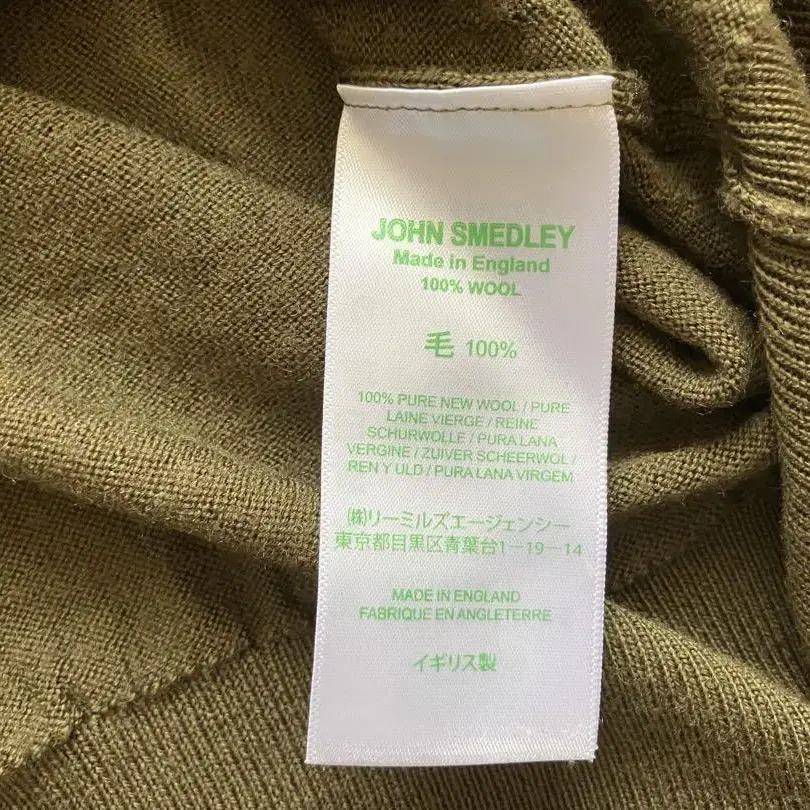 JOHN SMEDLEY
Made in England
100% WOOL
毛 100%
100% PURE NEW WOOL / PURE
LAINE VIERGE / REINE
SCHURWOLLE / PURA LANA
VERGINE / ZUIVER SCHEERWOL /
REN Y ULD / PURA LANA VIRGEM
㈱リーミルズエージェンシー
東京都目黒区青葉台1-19-14
MADE IN ENGLAND
FABRIQUE EN ANGLETERRE
イギリス製